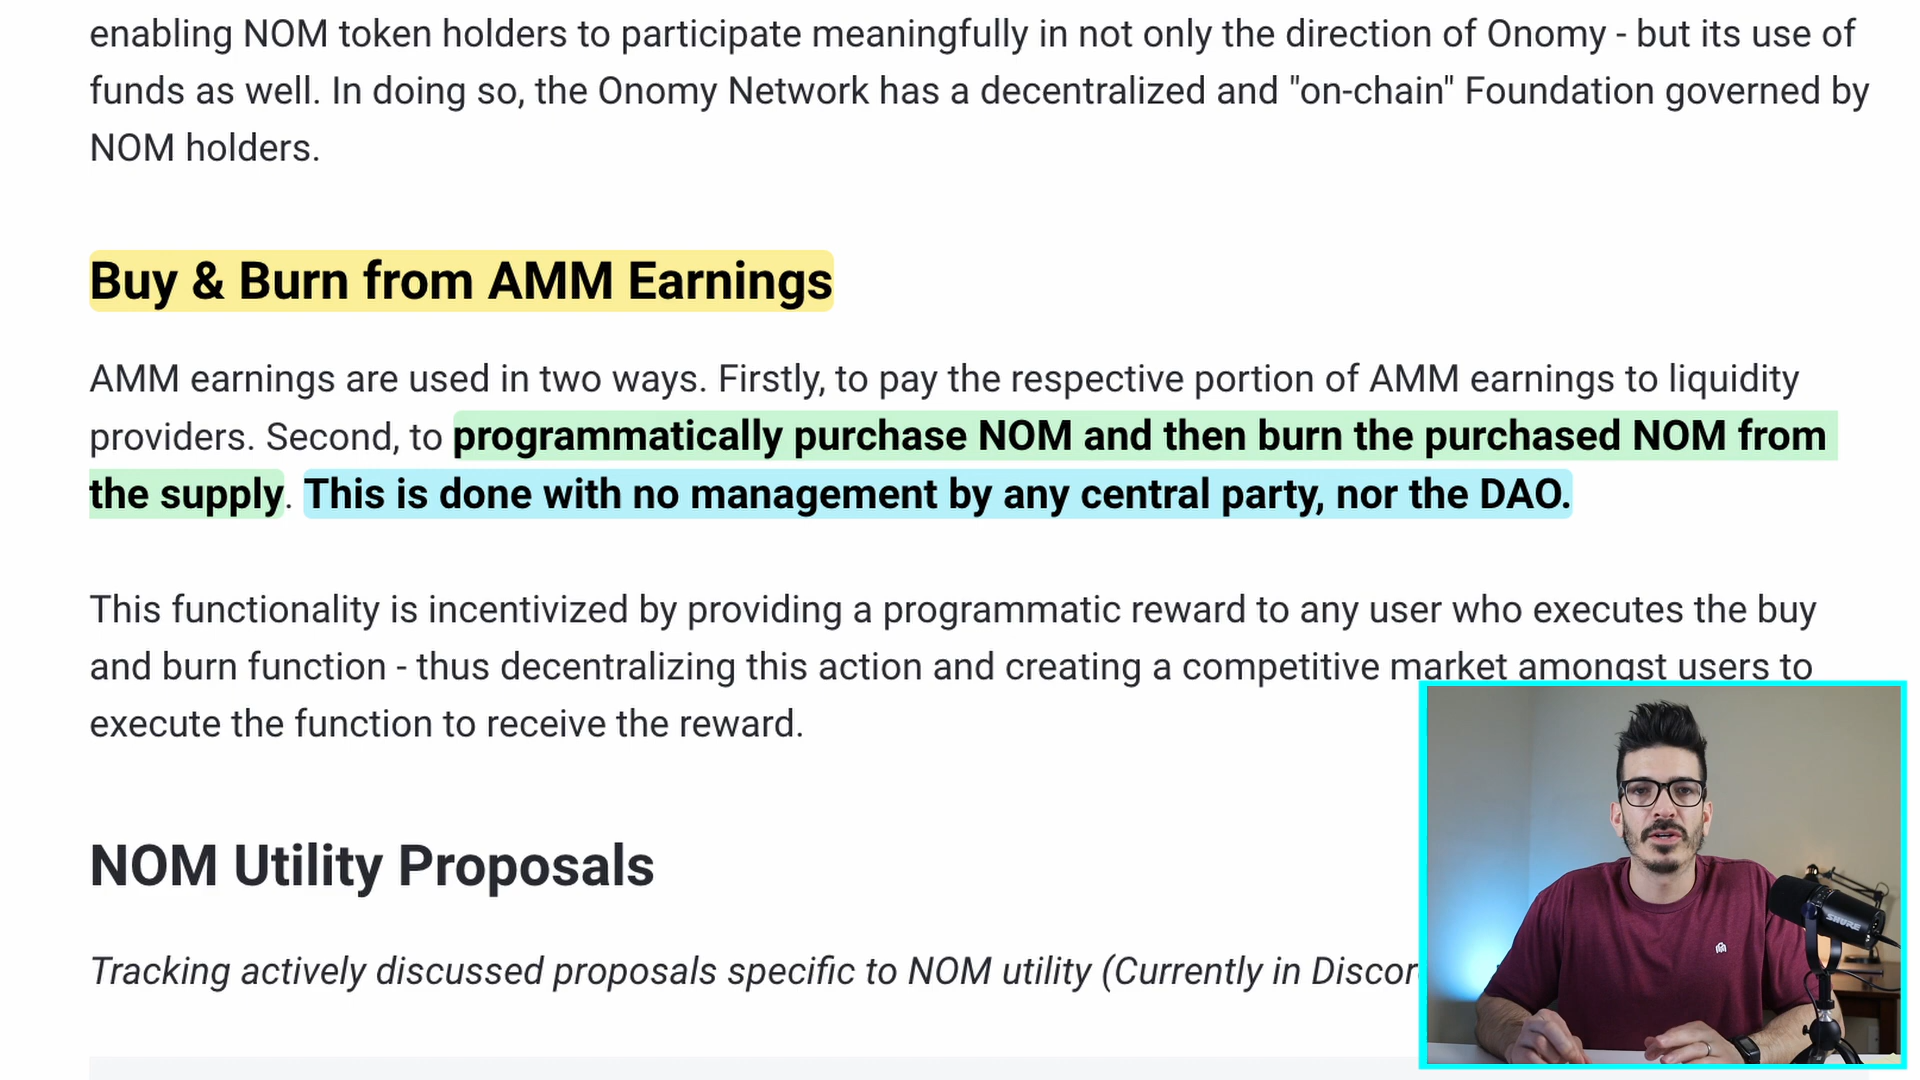 enabling NOM token holders to participate meaningfully in not only the direction of Onomy - but its use of
funds as well. In doing so, the Onomy Network has a decentralized and "on-chain" Foundation governed by
NOM holders.
Buy & Burn from AMM Earnings
AMM earnings are used in two ways. Firstly, to pay the respective portion of AMM earnings to liquidity
providers. Second, to programmatically purchase NOM and then burn the purchased NOM from
the supply. This is done with no management by any central party, nor the DAO.
This functionality is incentivized by providing a programmatic reward to any user who executes the buy
and burn function - thus decentralizing this action and creating a competitive market amongst users to
execute the function to receive the reward.
NOM Utility Proposals
Tracking actively discussed proposals specific to NOM utility (Currently in Discor
SHURE